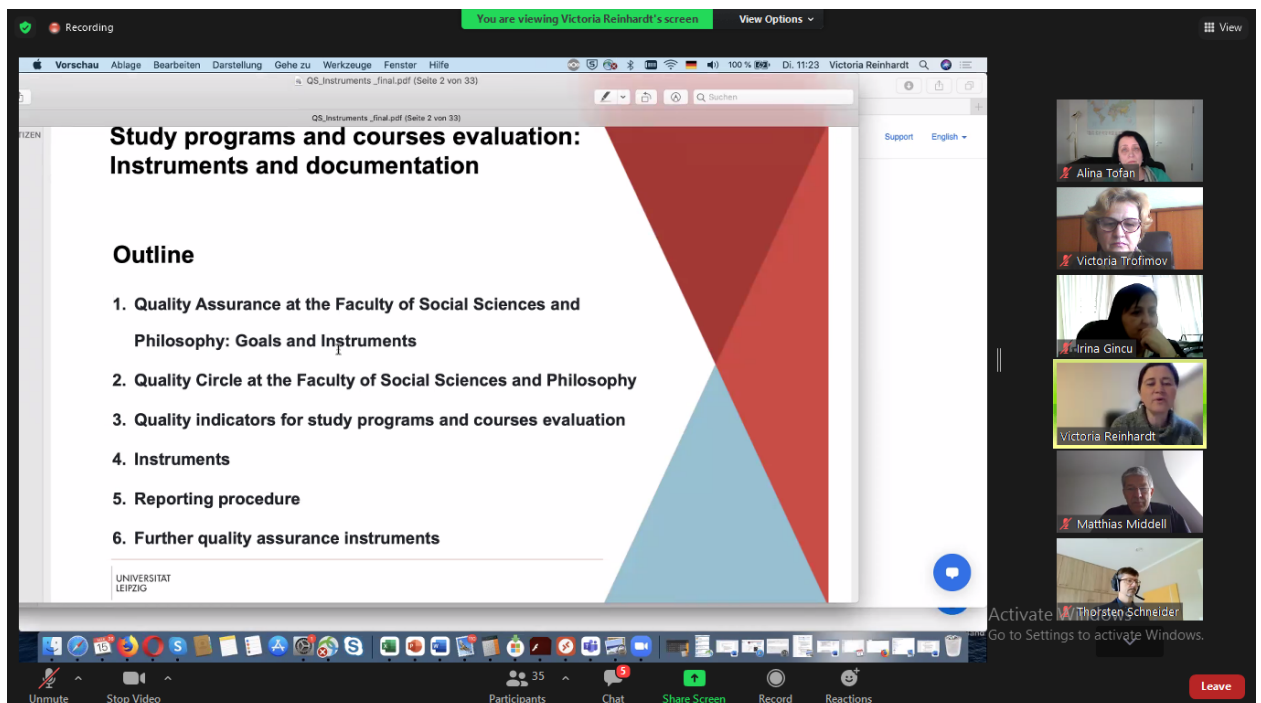 Recording
You are viewing Victoria Reinhardt's screen
View Options
View
Vorschau Ablage Bearbeiten Darstellung Gehe zu Werkzeuge Fenster Hilfe
100 % Di. 11:23 Victoria Reinhardt
QS_Instruments _final.pdf (Seite 2 von 33)
Suchen
QS_Instruments _final.pdf (Seite 2 von 33)
TIZEN
Support English
Study programs and courses evaluation:
Instruments and documentation
Outline
1. Quality Assurance at the Faculty of Social Sciences and
Philosophy: Goals and Instruments
2. Quality Circle at the Faculty of Social Sciences and Philosophy
3. Quality indicators for study programs and courses evaluation
4. Instruments
5. Reporting procedure
6. Further quality assurance instruments
UNIVERSITAT
LEIPZIG
Alina Tofan
Victoria Trofimov
Irina Gincu
Victoria Reinhardt
Matthias Middell
Thorsten Schneider
Activate Windows
Go to Settings to activate Windows.
Unmute
Stop Video
35
Participants
5
Chat
Share Screen
Record
Reactions
Leave